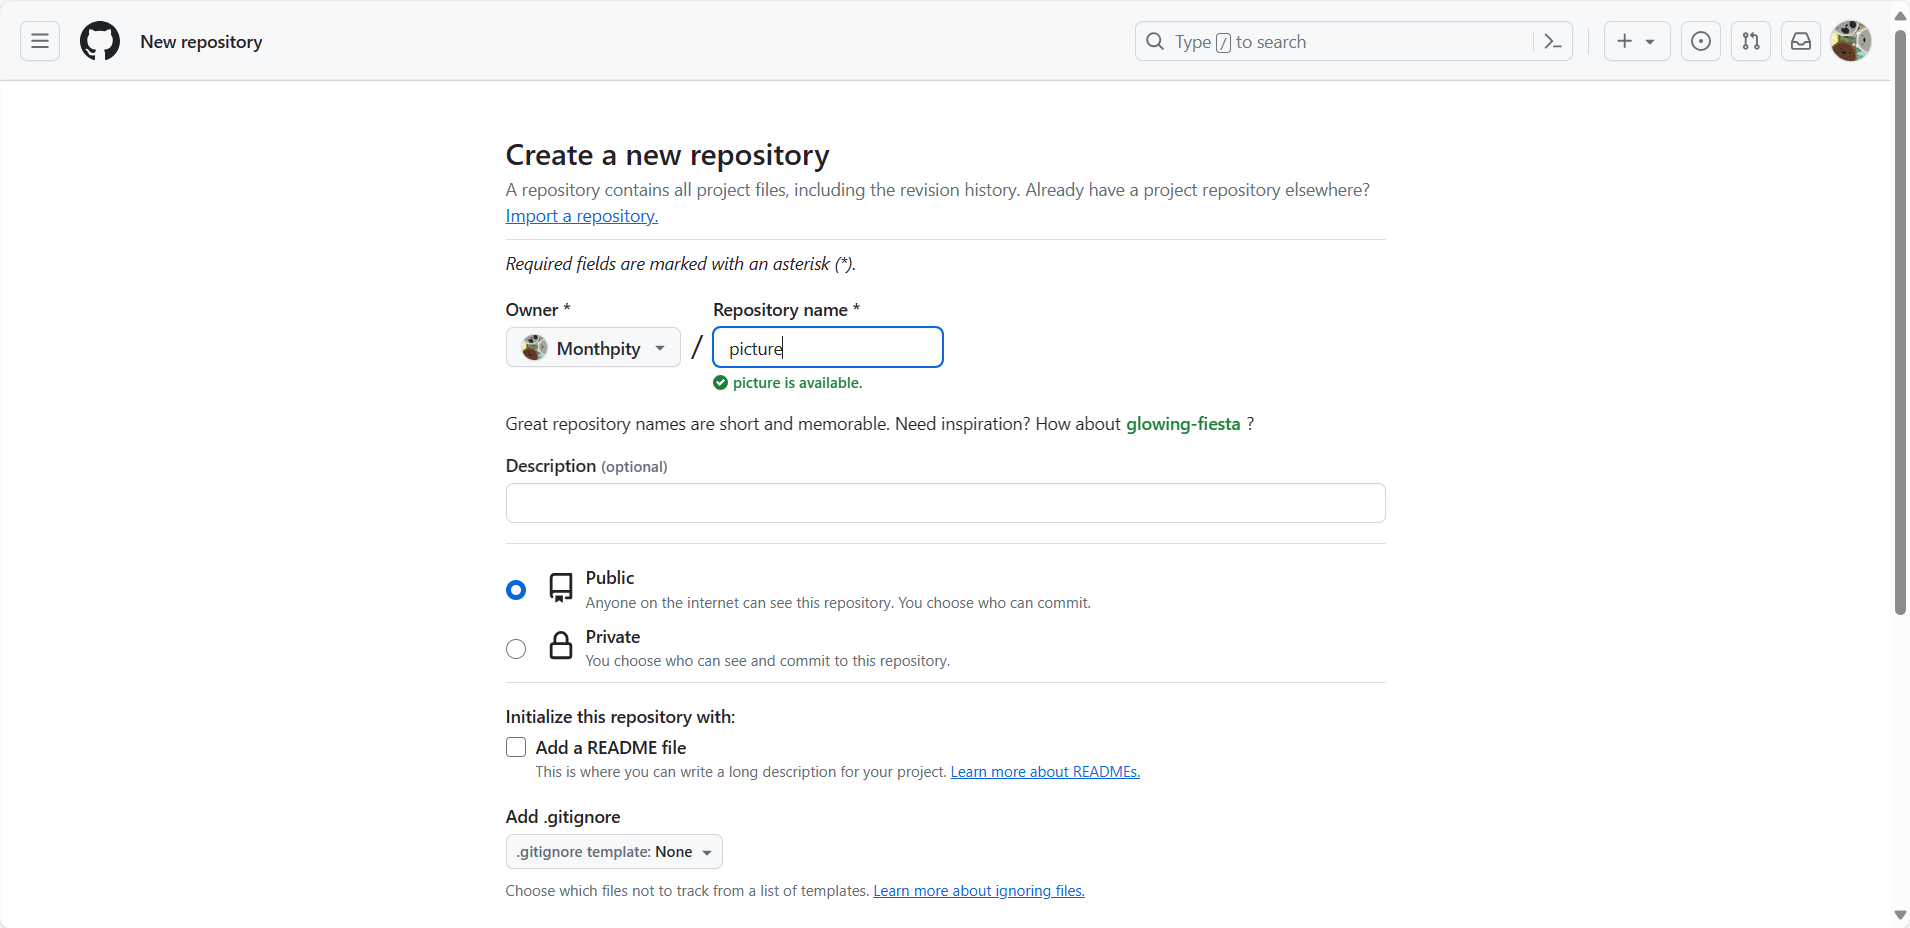 New repository
Type / to search
Create a new repository
A repository contains all project files, including the revision history. Already have a project repository elsewhere?
Import a repository.
Required fields are marked with an asterisk (*).
Owner *
Repository name *
Monthpity
/
picture
picture is available.
Great repository names are short and memorable. Need inspiration? How about glowing-fiesta ?
Description (optional)
Public
Anyone on the internet can see this repository. You choose who can commit.
Private
You choose who can see and commit to this repository.
Initialize this repository with:
Add a README file
This is where you can write a long description for your project. Learn more about READMEs.
Add .gitignore
.gitignore template: None
Choose which files not to track from a list of templates. Learn more about ignoring files.